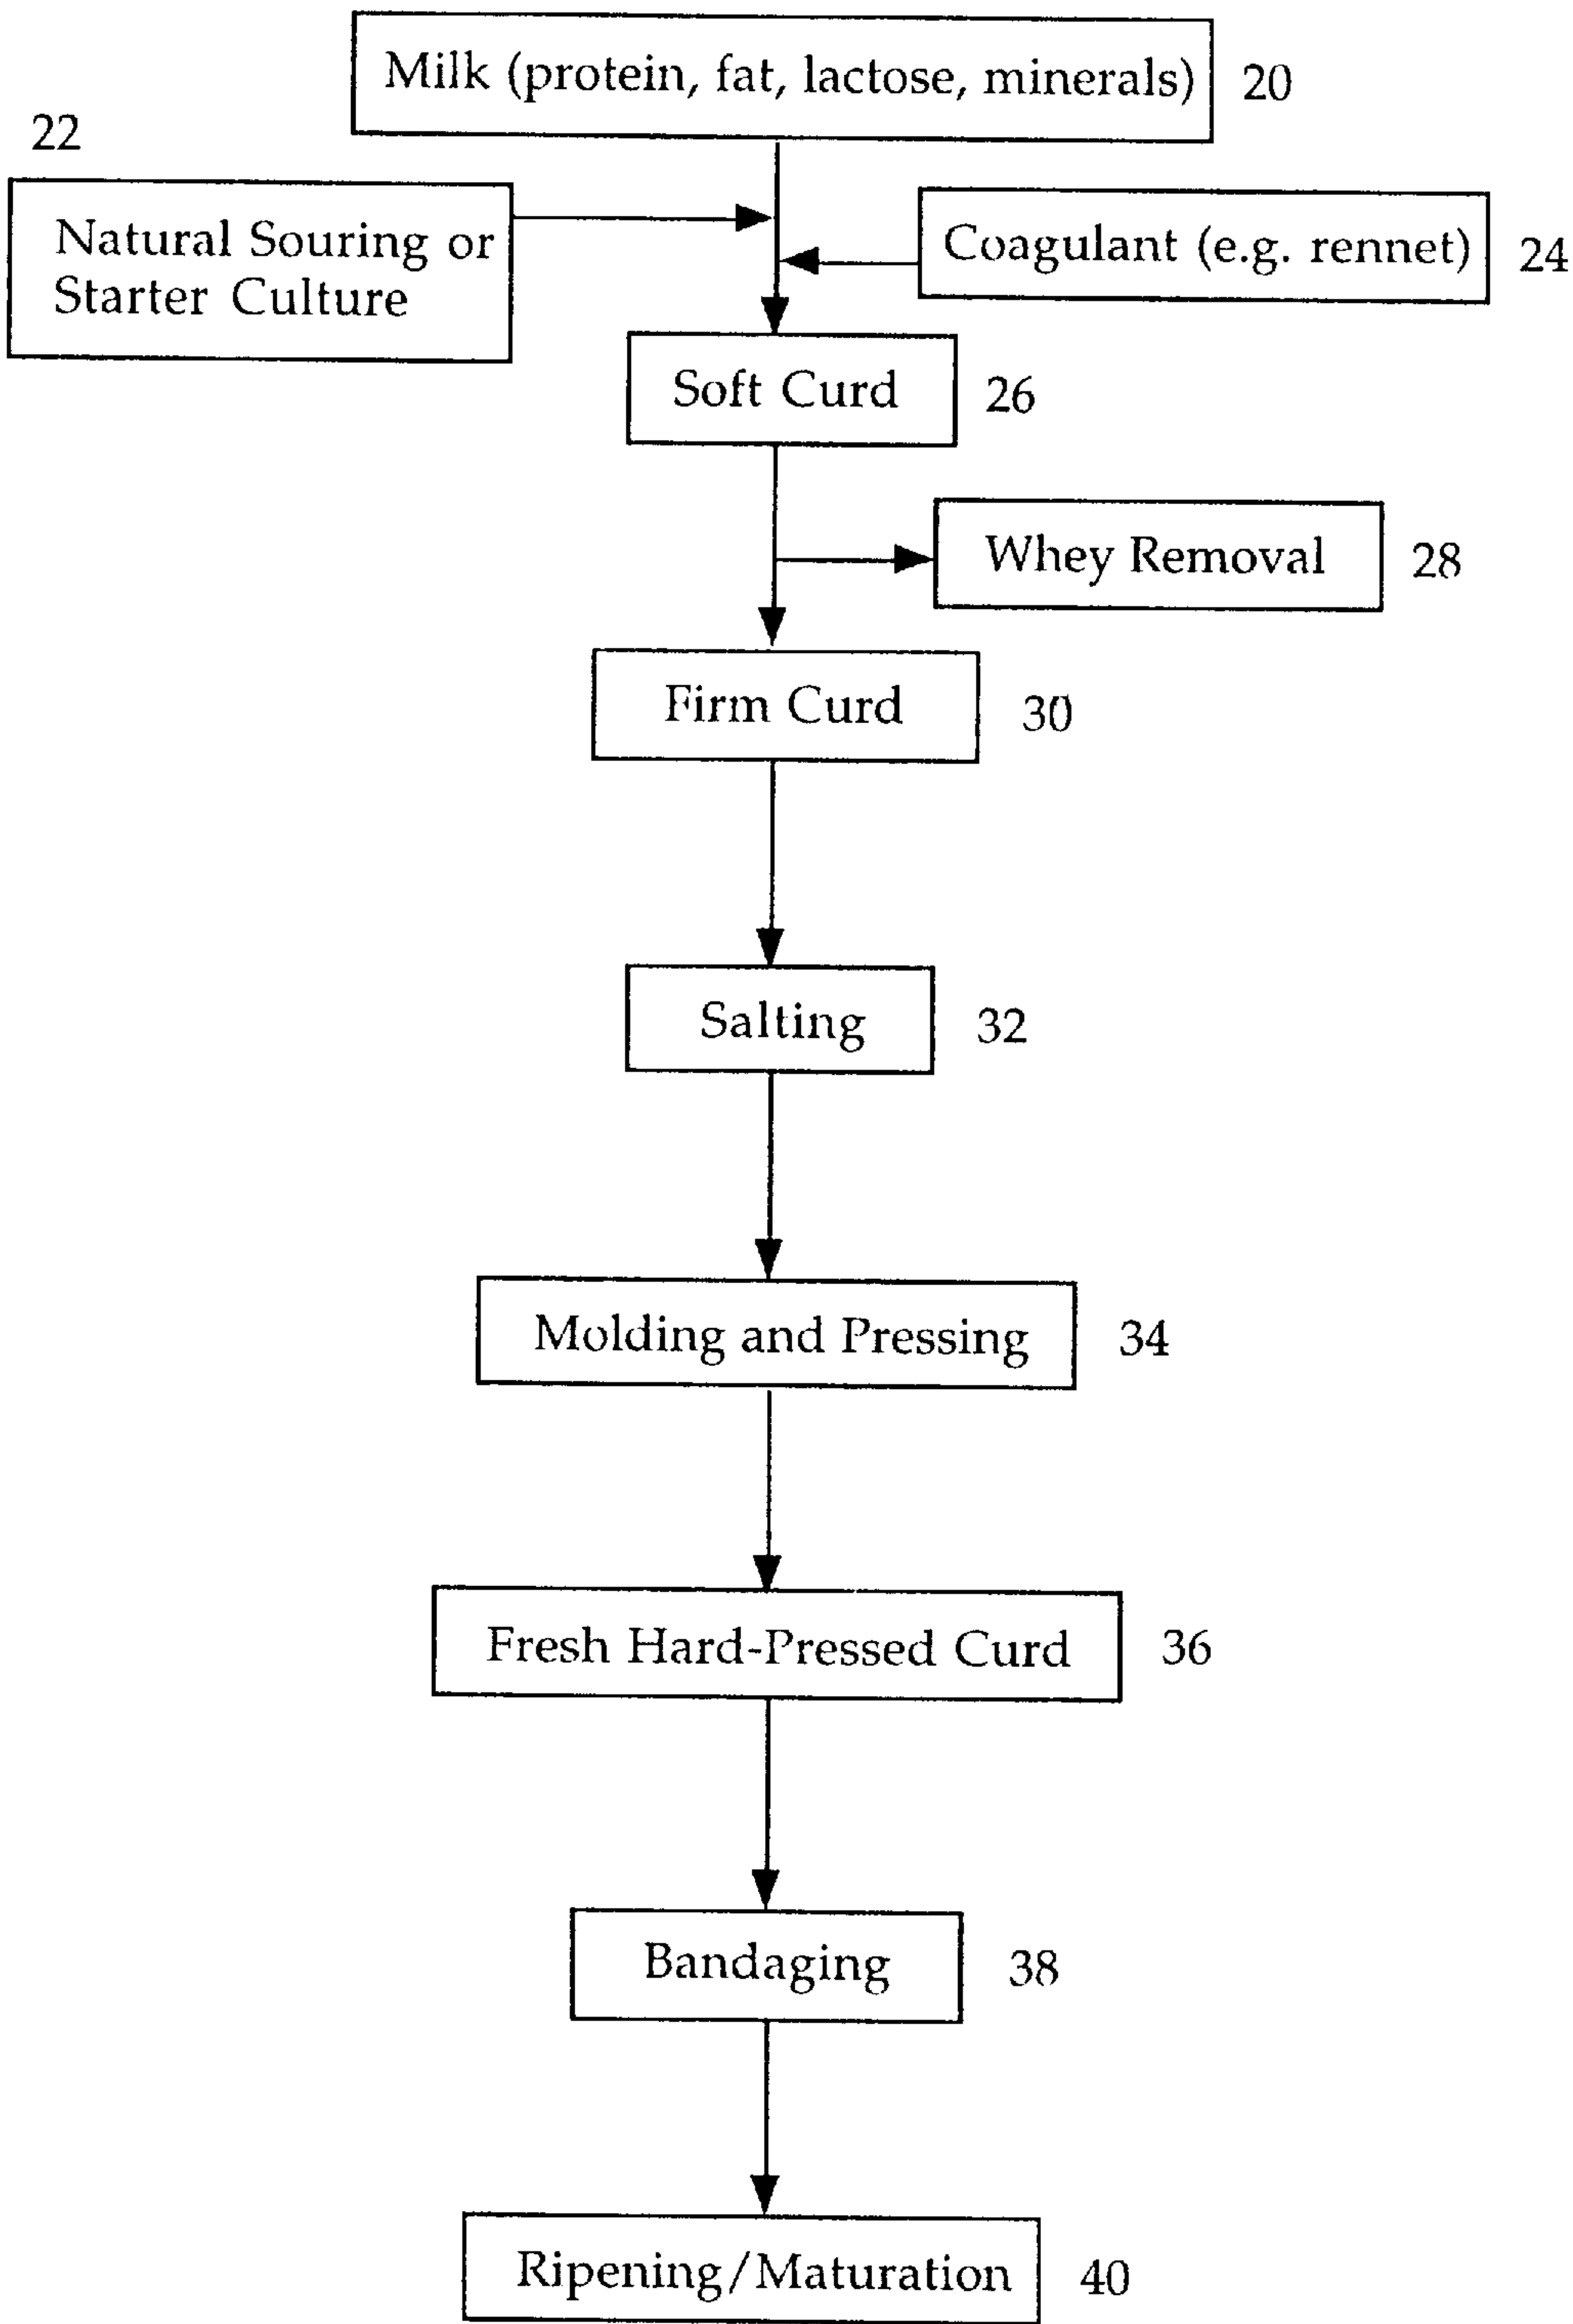 Milk (protein, fat, lactose, minerals) 20
22
Natural Souring or
Starter Culture
Coagulant (e.g. rennet) 24
Soft Curd 26
Whey Removal 28
Firm Curd 30
Salting 32
Molding and Pressing 34
Fresh Hard-Pressed Curd 36
Bandaging 38
Ripening/Maturation 40